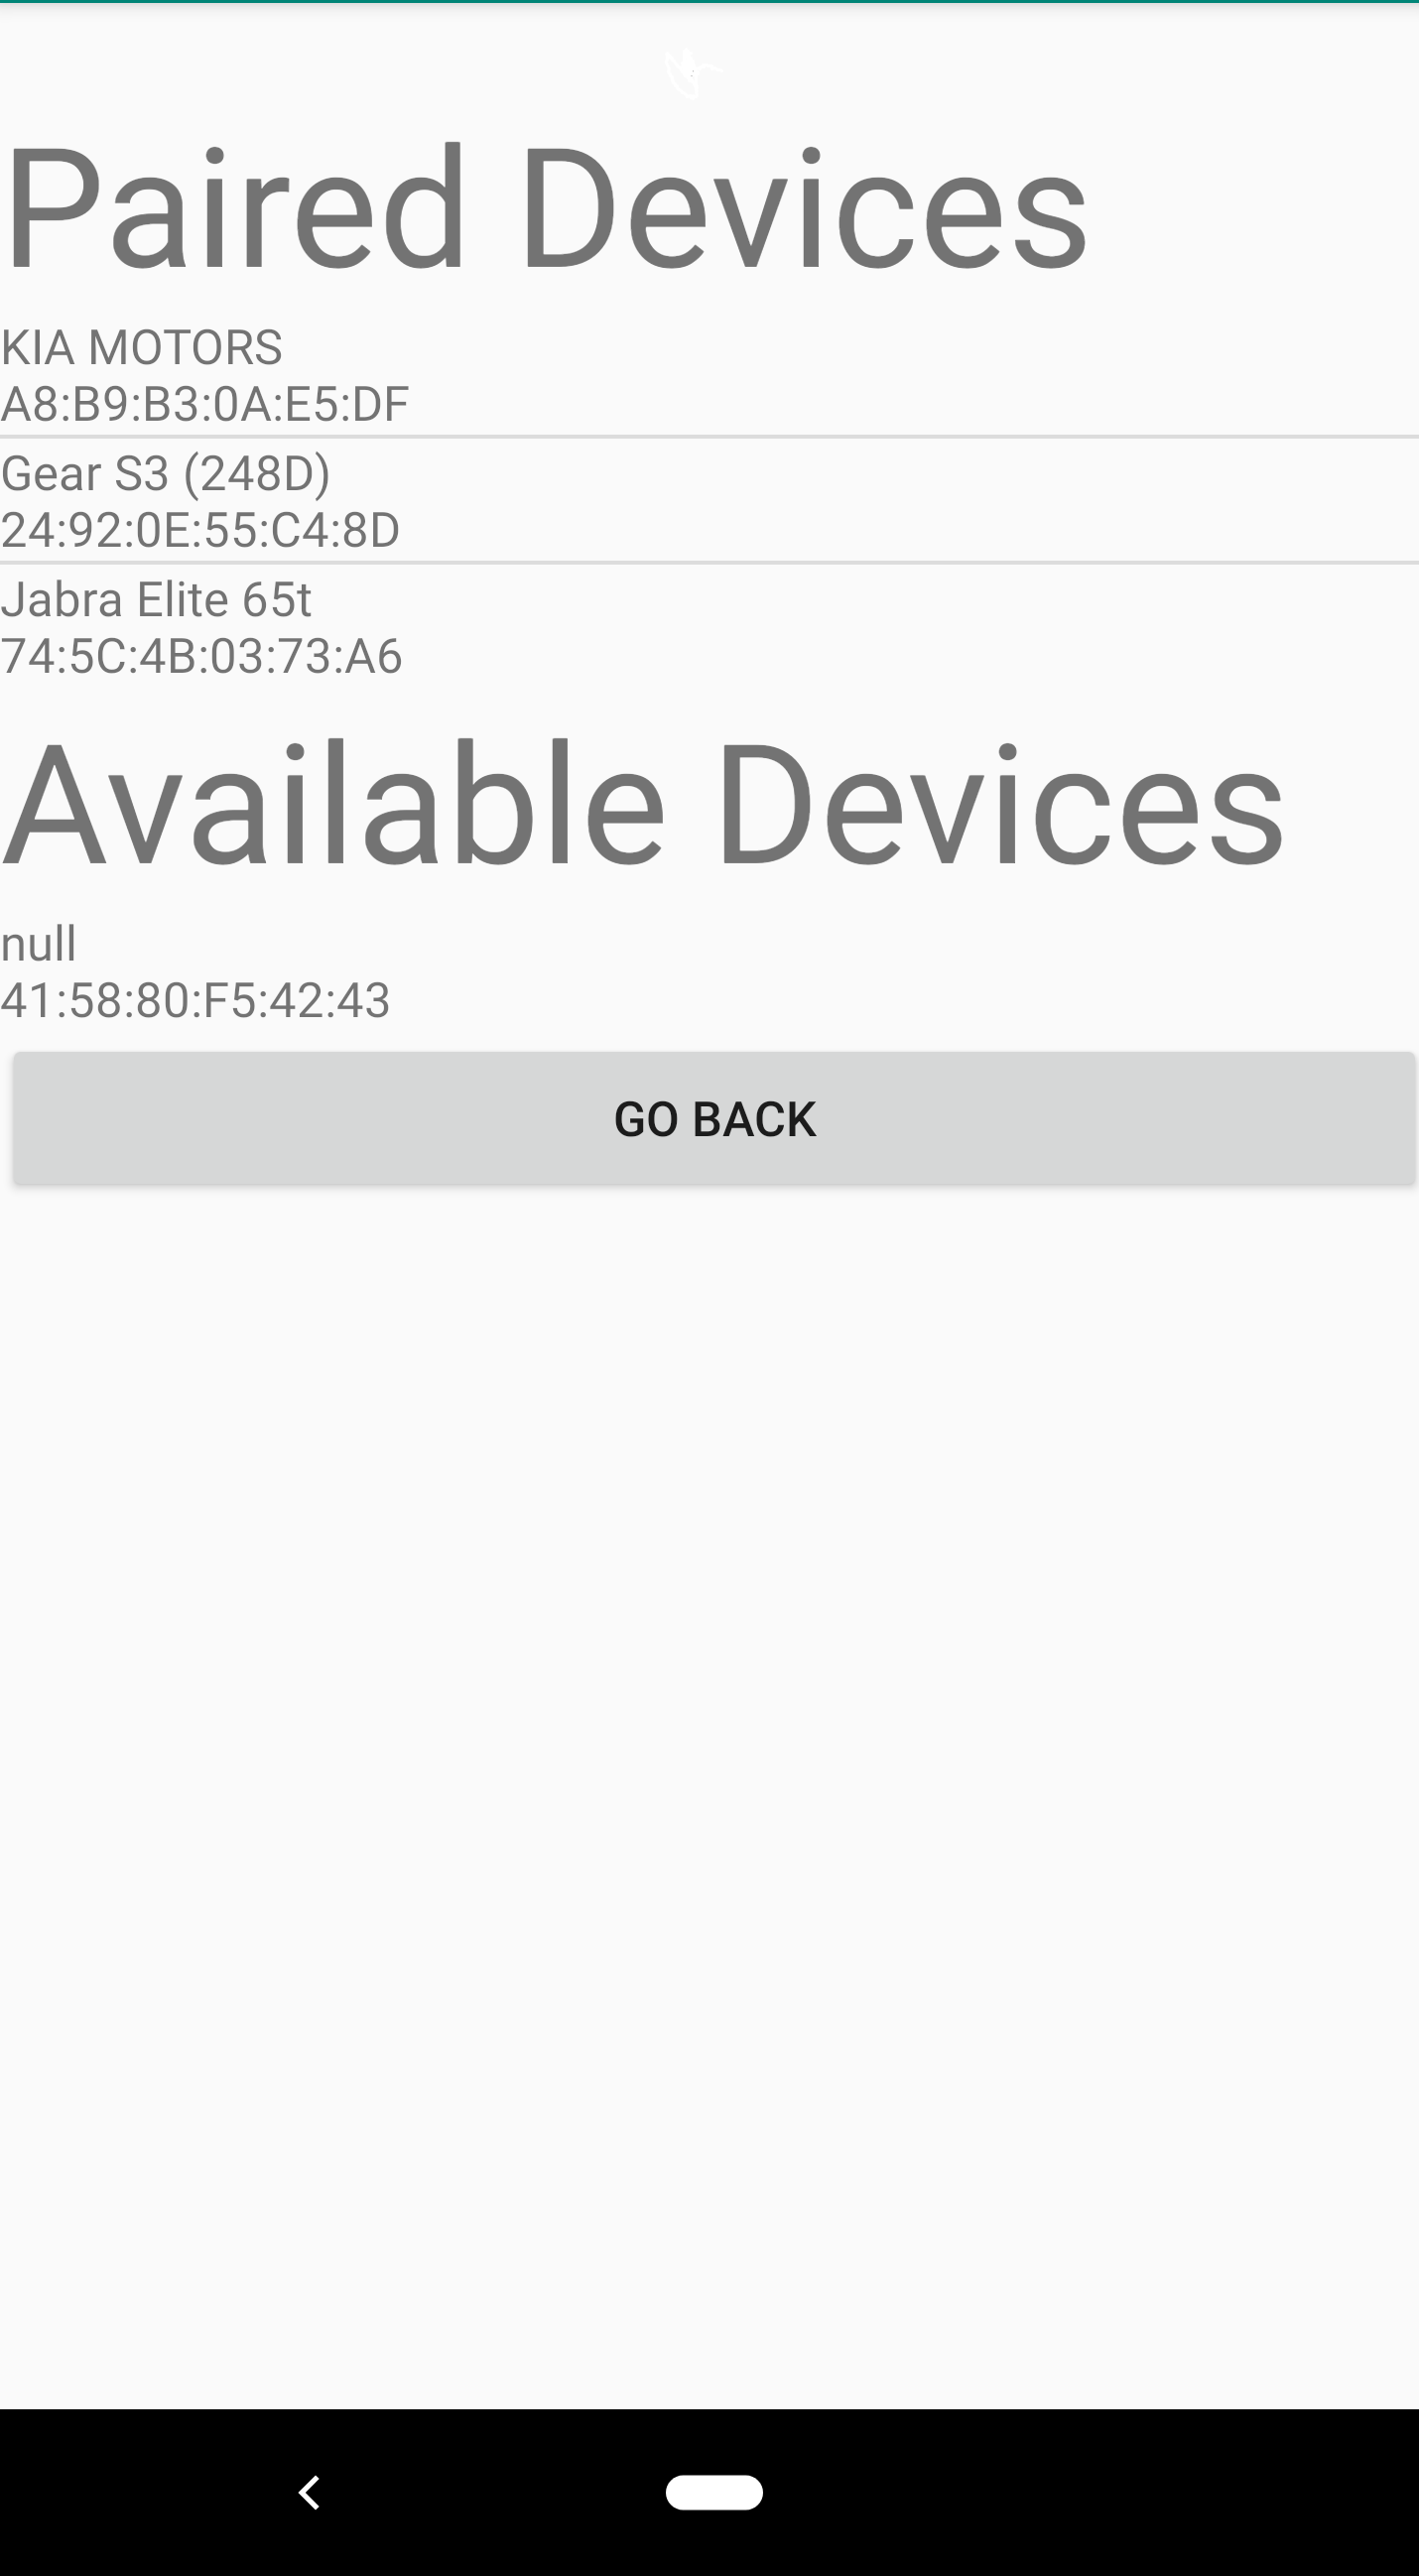 Paired Devices
KIA MOTORS
A8:B9:B3:0A:E5:DF
Gear S3 (248D)
24:92:0E:55:C4:8D
Jabra Elite 65t
74:5C:4B:03:73:A6
Available Devices
null
41:58:80:F5:42:43
GO BACK